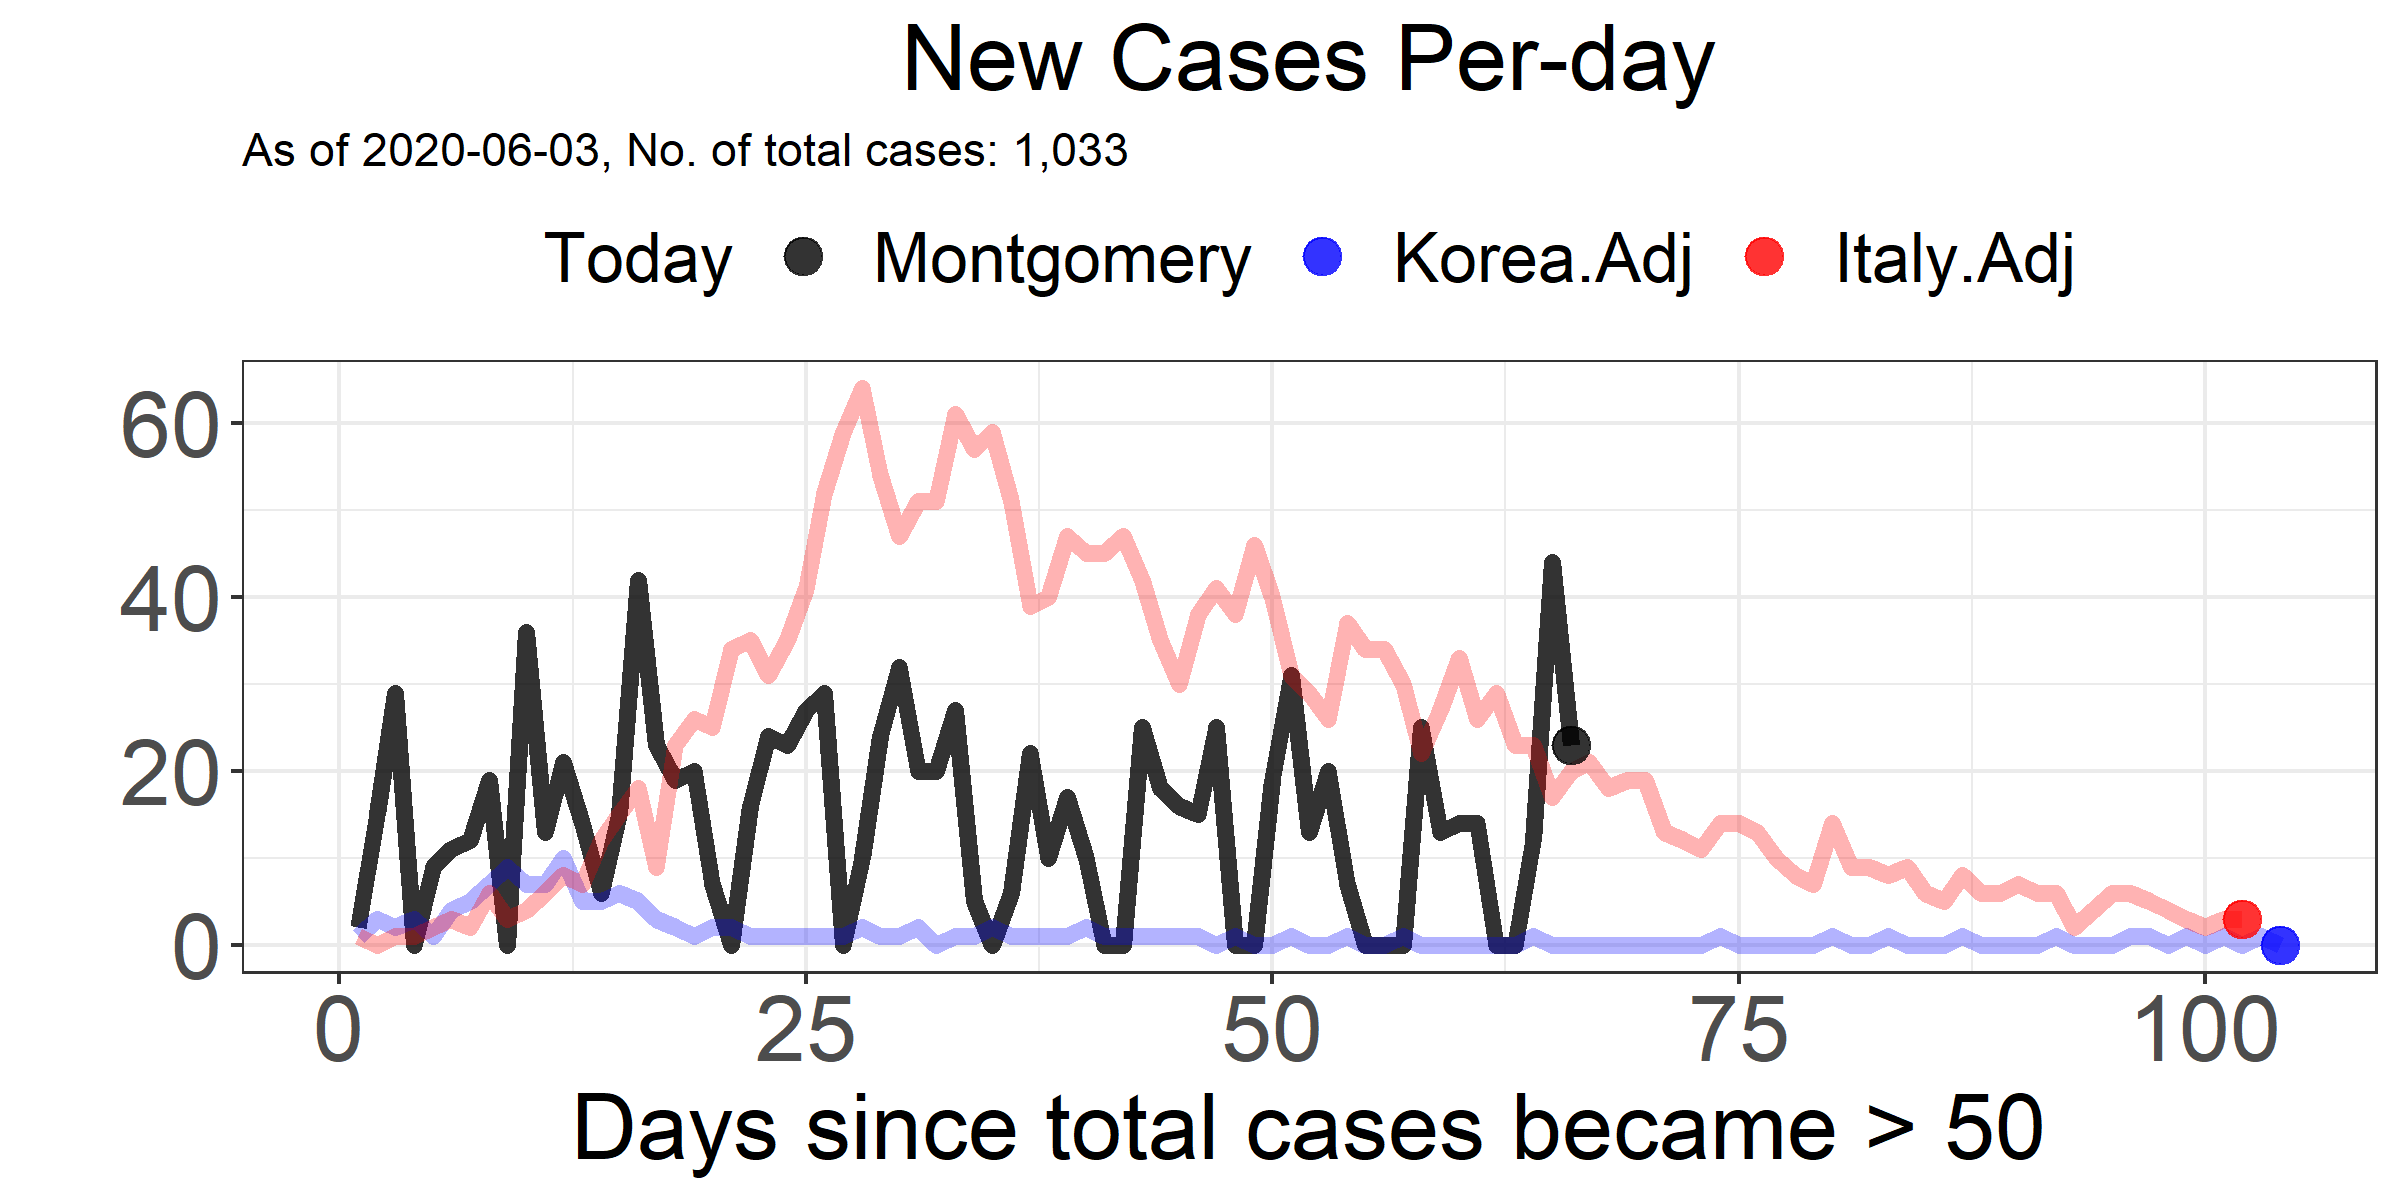 New Cases Per-day
As of 2020-06-03, No. of total cases: 1,033
Today Montgomery Korea.Adj Italy.Adj
60
40
20
0
0 25 50 75 100
Days since total cases became > 50